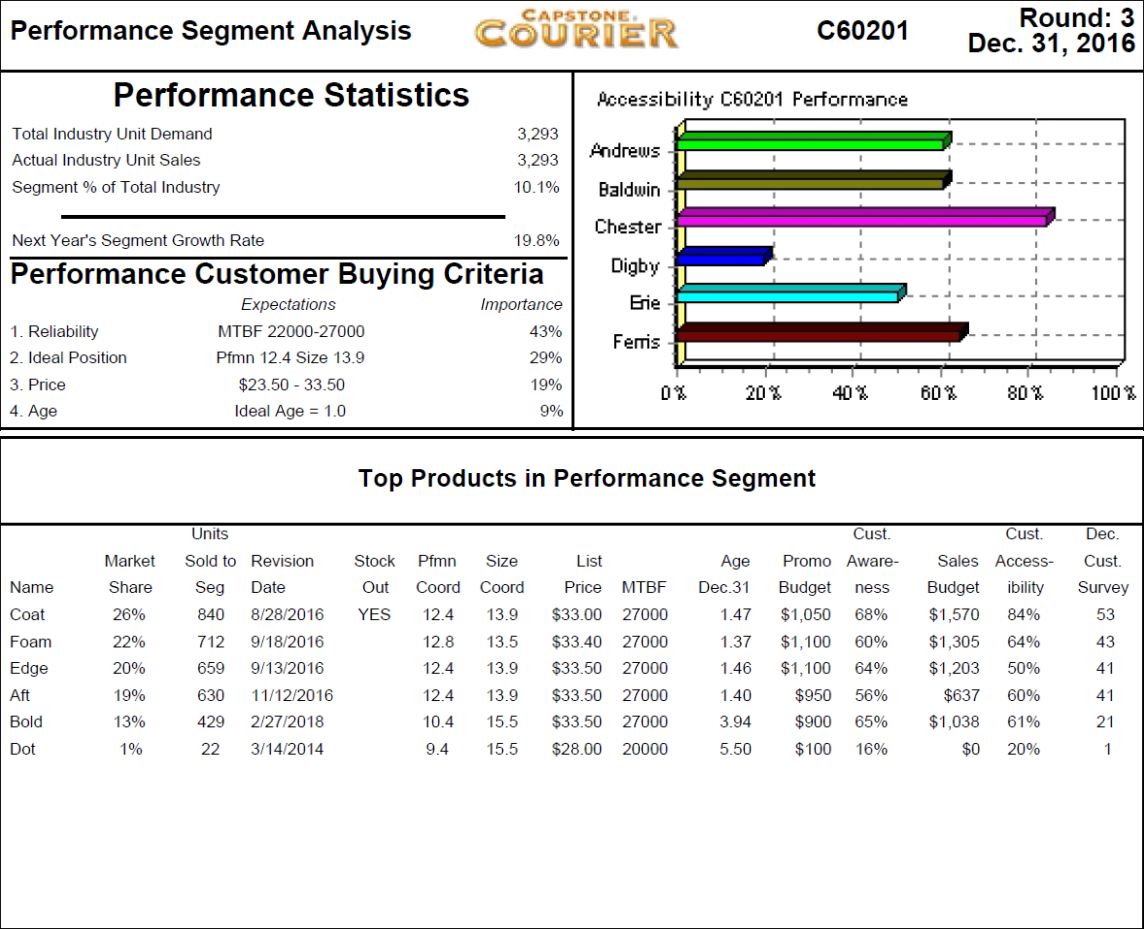 Performance Segment Analysis
CAPSTONE
COURIER
C60201
Round: 3
Dec. 31, 2016
Performance Statistics
Total Industry Unit Demand 3,293
Actual Industry Unit Sales 3,293
Segment % of Total Industry 10.1%
Next Year's Segment Growth Rate 19.8%
Performance Customer Buying Criteria
Expectations Importance
1. Reliability MTBF 22000-27000 43%
2. Ideal Position Pfmn 12.4 Size 13.9 29%
3. Price $23.50 - 33.50 19%
4. Age Ideal Age = 1.0 9%
Accessibility C60201 Performance
Andrews
Baldwin
Chester
Digby
Erie
Ferris
0% 20% 40% 60% 80% 100%
Top Products in Performance Segment
Units Cust. Cust. Dec.
Market Sold to Revision Stock Pfmn Size List Age Promo Aware- Sales Access- Cust.
Name Share Seg Date Out Coord Coord Price MTBF Dec.31 Budget ness Budget ibility Survey
Coat 26% 840 8/28/2016 YES 12.4 13.9 $33.00 27000 1.47 $1,050 68% $1,570 84% 53
Foam 22% 712 9/18/2016 12.8 13.5 $33.40 27000 1.37 $1,100 60% $1,305 64% 43
Edge 20% 659 9/13/2016 12.4 13.9 $33.50 27000 1.46 $1,100 64% $1,203 50% 41
Aft 19% 630 11/12/2016 12.4 13.9 $33.50 27000 1.40 $950 56% $637 60% 41
Bold 13% 429 2/27/2018 10.4 15.5 $33.50 27000 3.94 $900 65% $1,038 61% 21
Dot 1% 22 3/14/2014 9.4 15.5 $28.00 20000 5.50 $100 16% $0 20% 1